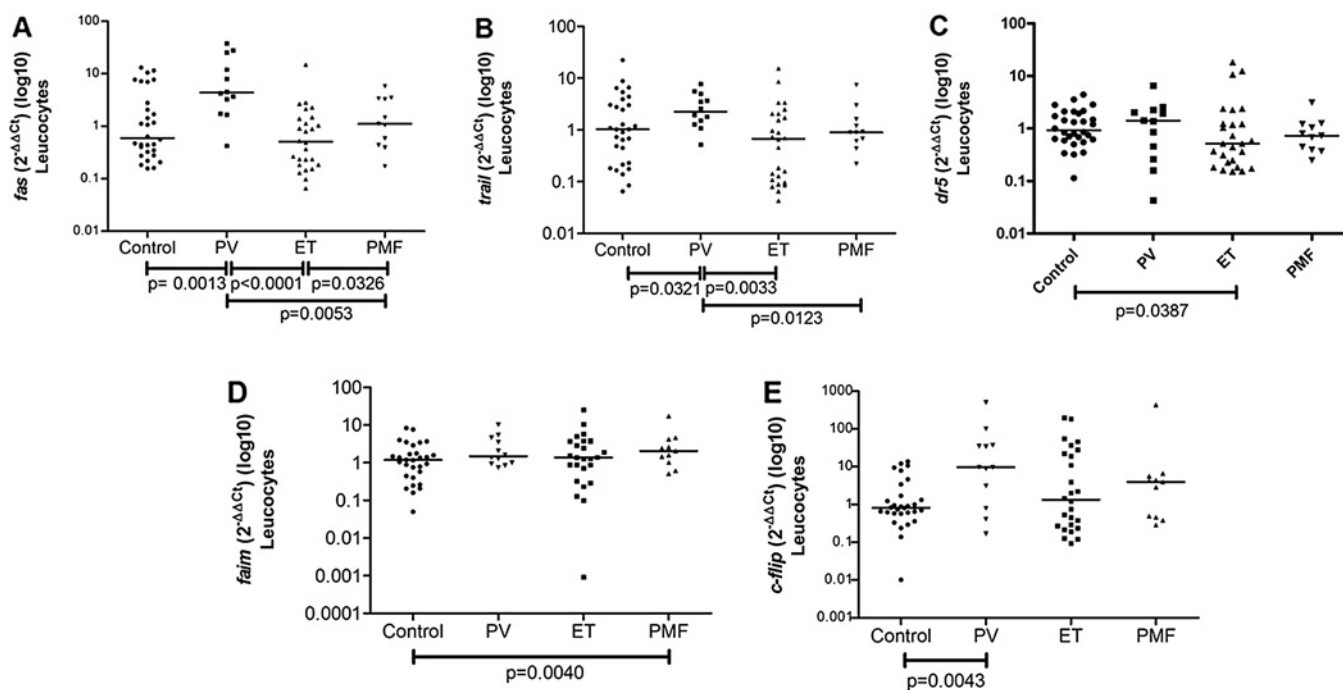 A
fas (2^-ΔΔCt) (log10)
Leucocytes
100
10
1
0.1
0.01
Control PV ET PMF
p= 0.0013 p<0.0001 p=0.0326
p=0.0053
B
trail (2^-ΔΔCt) (log10)
Leucocytes
100
10
1
0.1
0.01
Control PV ET PMF
p=0.0321 p=0.0033
p=0.0123
C
dr5 (2^-ΔΔCt) (log10)
Leucocytes
100
10
1
0.1
0.01
Control PV ET PMF
p=0.0387
D
faim (2^-ΔΔCt) (log10)
Leucocytes
100
10
1
0.1
0.01
0.001
0.0001
Control PV ET PMF
p=0.0040
E
c-flip (2^-ΔΔCt) (log10)
Leucocytes
1000
100
10
1
0.1
0.01
0.001
Control PV ET PMF
p=0.0043